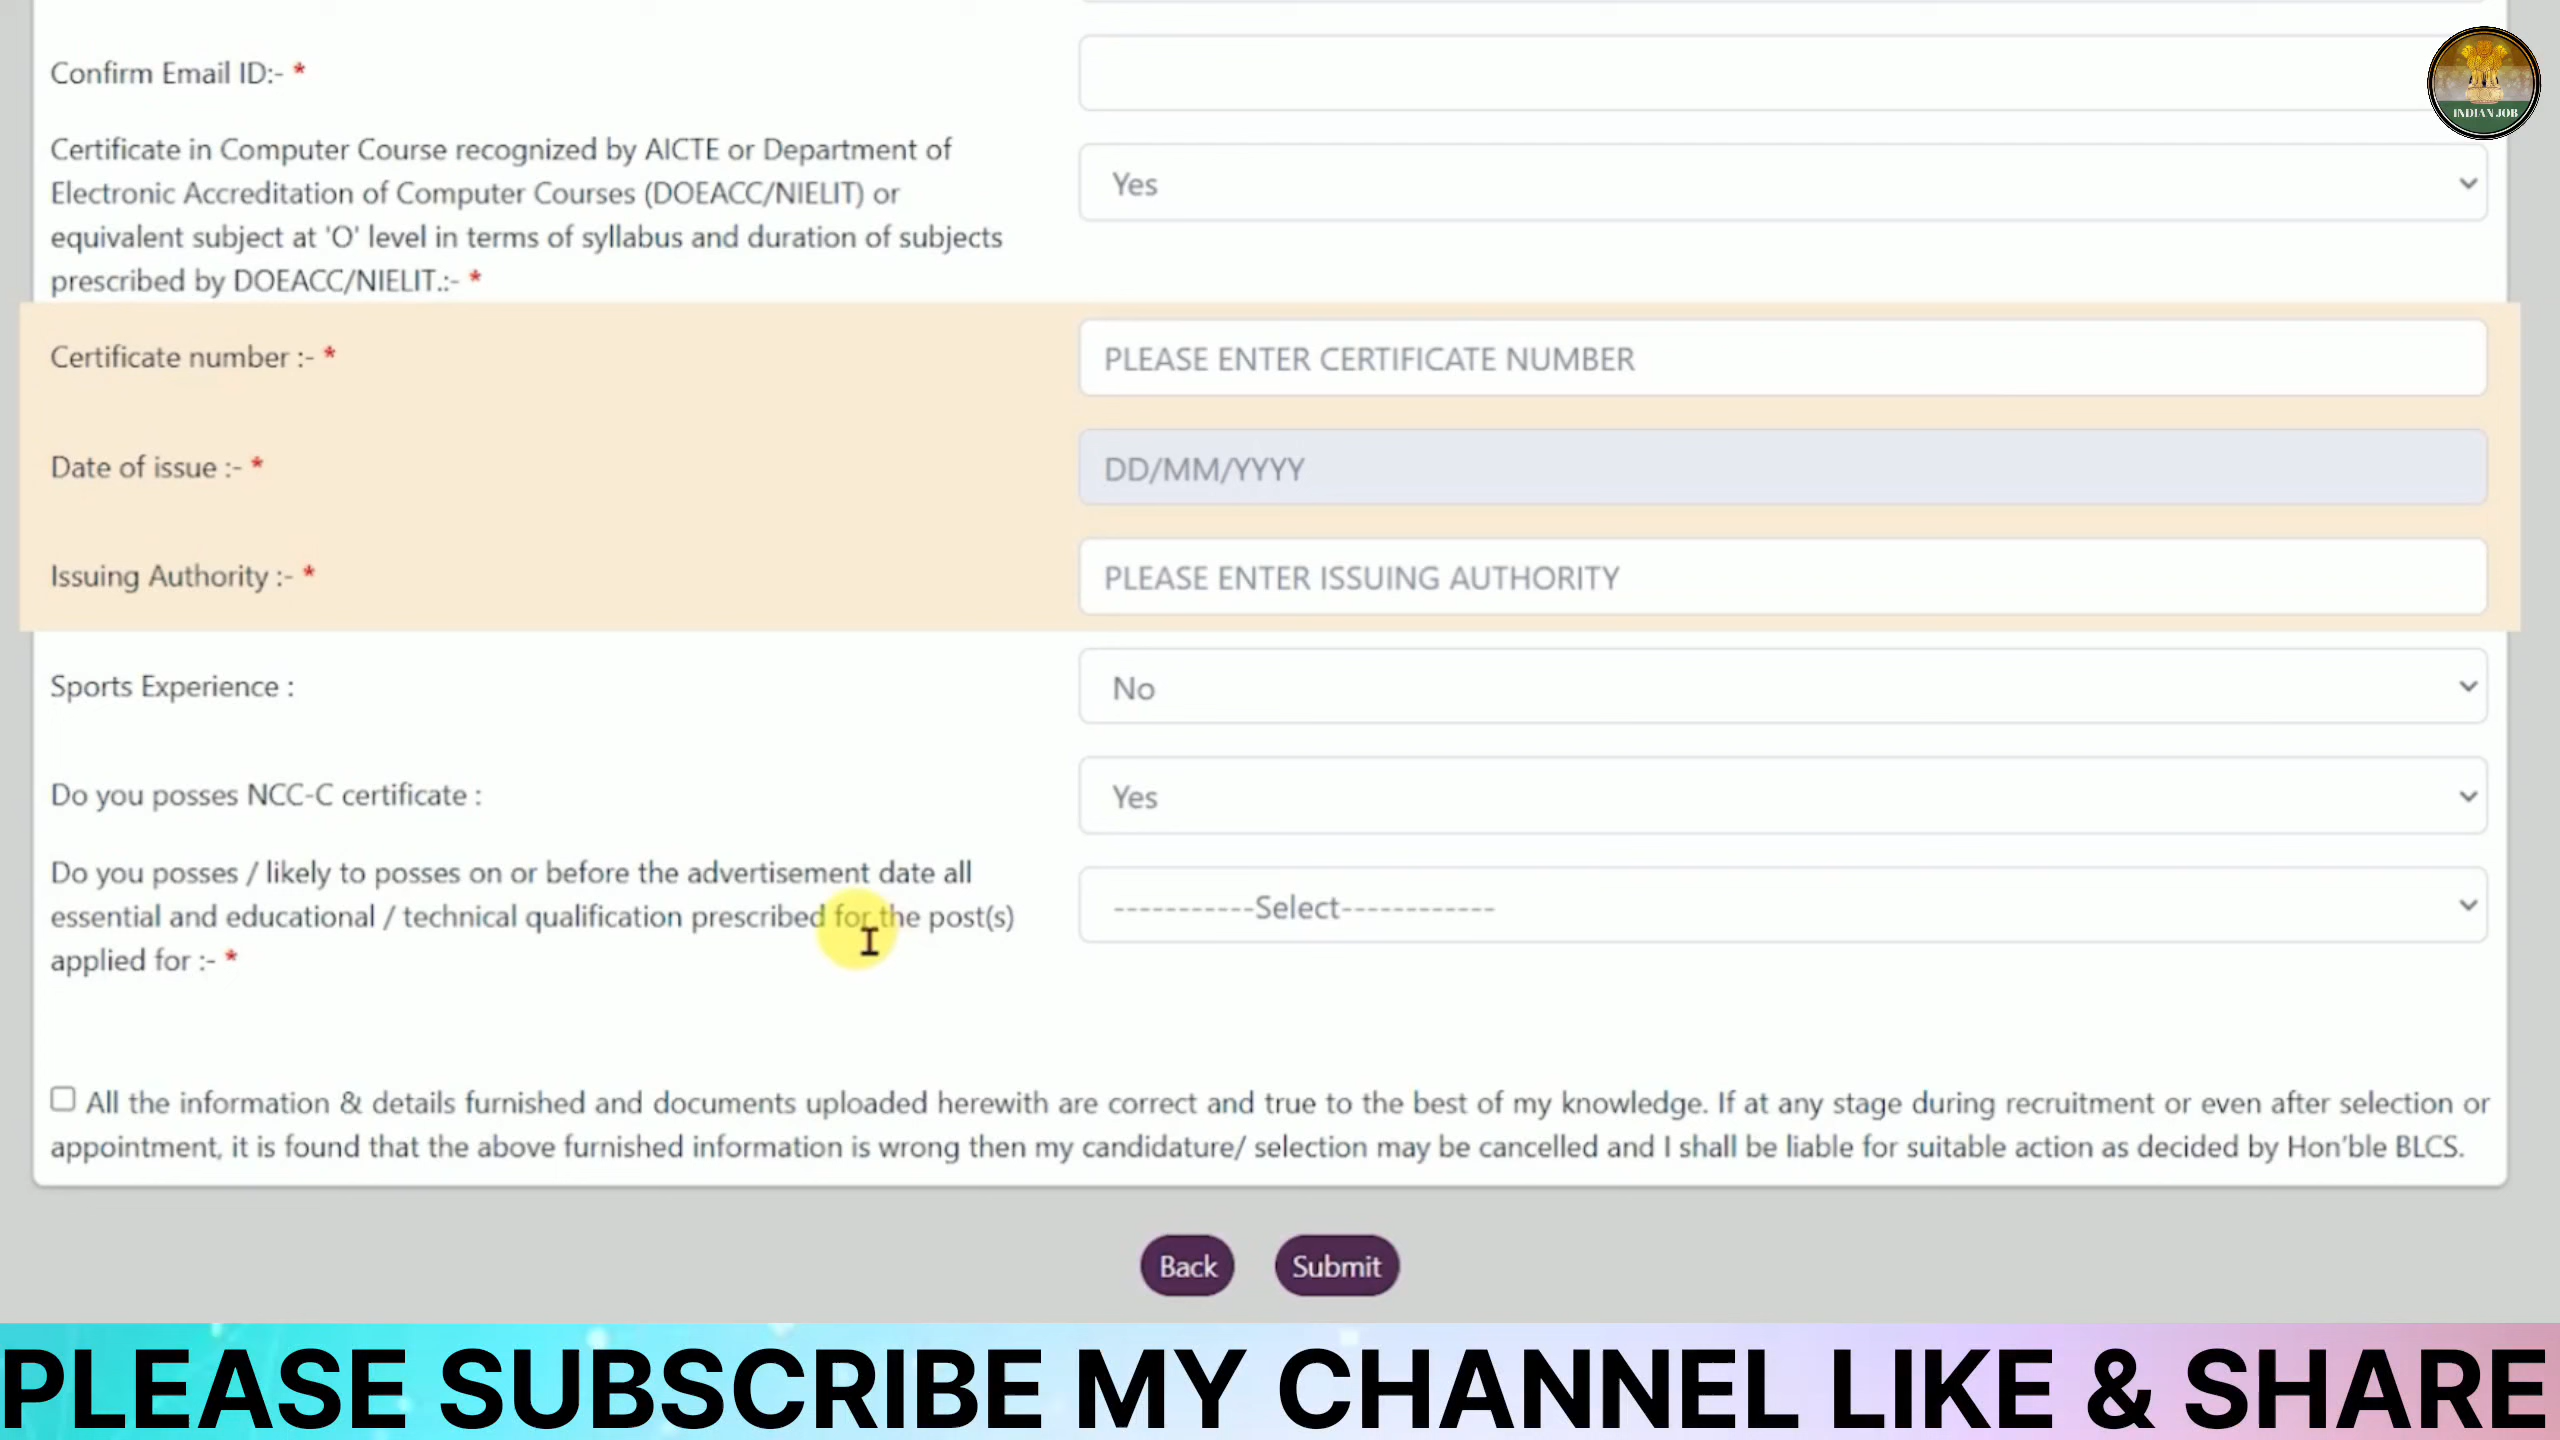 Confirm Email ID:- *
INDIAN JOB
Certificate in Computer Course recognized by AICTE or Department of
Electronic Accreditation of Computer Courses (DOEACC/NIELIT) or
equivalent subject at 'O' level in terms of syllabus and duration of subjects
prescribed by DOEACC/NIELIT.:- *
Yes
Certificate number :- *
PLEASE ENTER CERTIFICATE NUMBER
Date of issue :- *
DD/MM/YYYY
Issuing Authority :- *
PLEASE ENTER ISSUING AUTHORITY
Sports Experience :
No
Do you posses NCC-C certificate :
Yes
Do you posses / likely to posses on or before the advertisement date all
essential and educational / technical qualification prescribed for the post(s)
applied for :- *
-----------Select------------
All the information & details furnished and documents uploaded herewith are correct and true to the best of my knowledge. If at any stage during recruitment or even after selection or
appointment, it is found that the above furnished information is wrong then my candidature/ selection may be cancelled and I shall be liable for suitable action as decided by Hon'ble BLCS.
Back
Submit
PLEASE SUBSCRIBE MY CHANNEL LIKE & SHARE